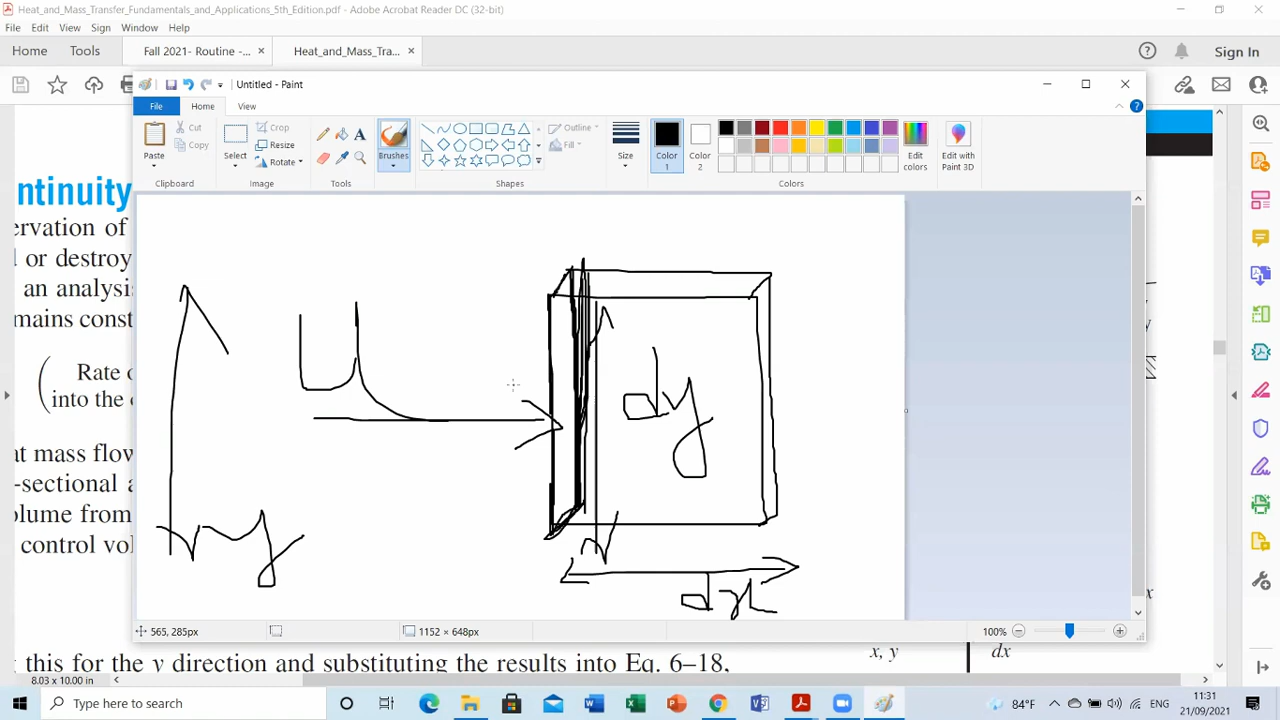 Heat_and_Mass_Transfer_Fundamentals_and_Applications_5th_Edition.pdf - Adobe Acrobat Reader DC (32-bit)
File Edit View Sign Window Help
Home Tools Fall 2021- Routine -... × Heat_and_Mass_Tra... × Sign In
Untitled - Paint
File Home View
Paste Cut Copy Select Crop Resize Rotate Brushes Outline Fill Size Color 1 Color 2 Edit colors Edit with Paint 3D
Clipboard Image Tools Shapes Colors
ntinuity
ervation of
d or destroy
an analysis
mains const
( Rate o
into the c
at mass flow
-sectional a
olume from
control vol
u
dy
dx
565, 285px 1152 × 648px 100%
t this for the y direction and substituting the results into Eq. 6–18,
x, y dx
8.03 x 10.00 in
Type here to search
84°F ENG 11:31
21/09/2021